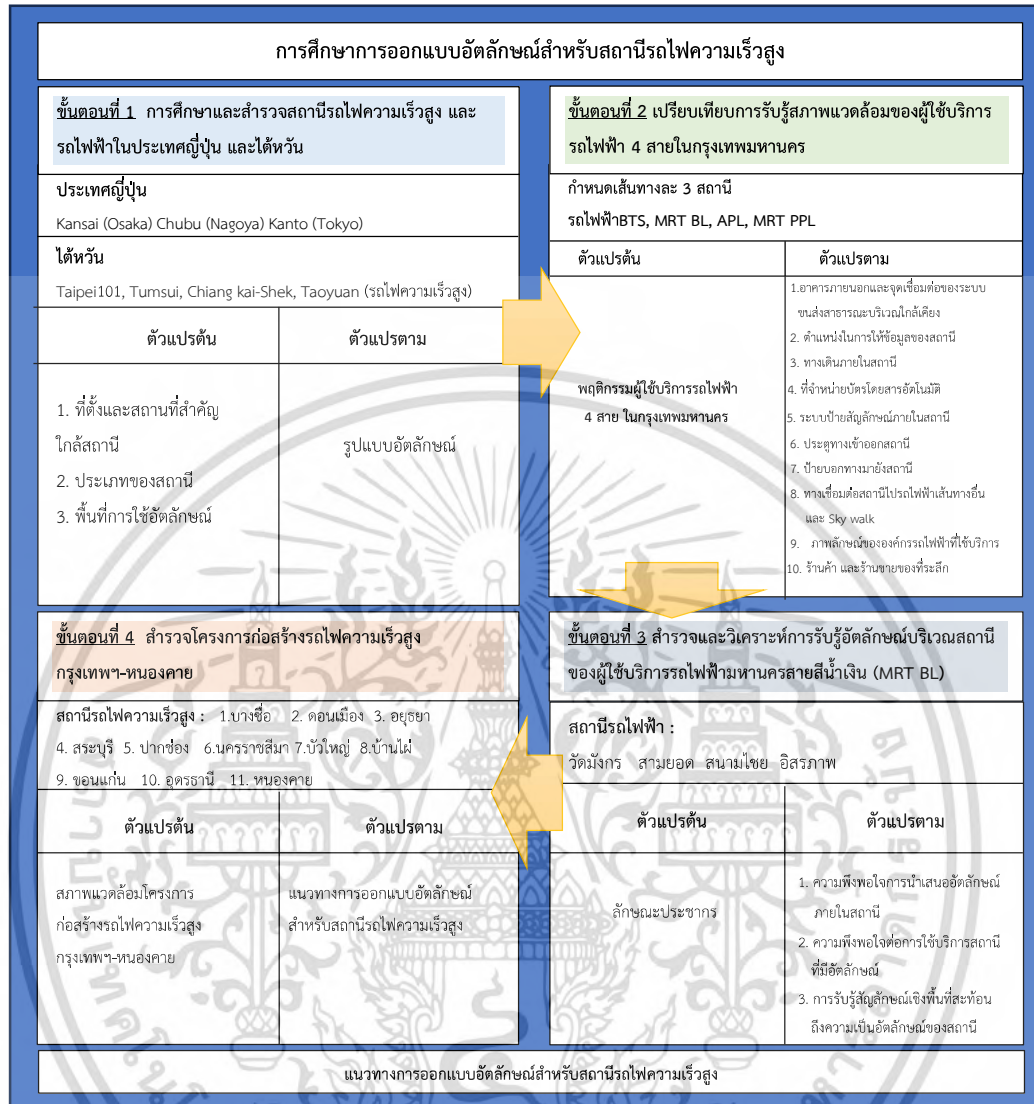 การศึกษาการออกแบบอัตลักษณ์สำหรับสถานีรถไฟความเร็วสูง
ขั้นตอนที่ 1 การศึกษาและสำรวจสถานีรถไฟความเร็วสูง และ
รถไฟฟ้าในประเทศญี่ปุ่น และไต้หวัน
ประเทศญี่ปุ่น
Kansai (Osaka) Chubu (Nagoya) Kanto (Tokyo)
ไต้หวัน
Taipei101, Tumsui, Chiang kai-Shek, Taoyuan (รถไฟความเร็วสูง)
ตัวแปรต้น
ตัวแปรตาม
1. ที่ตั้งและสถานที่สำคัญ
ใกล้สถานี
2. ประเภทของสถานี
3. พื้นที่การใช้อัตลักษณ์
รูปแบบอัตลักษณ์
ขั้นตอนที่ 2 เปรียบเทียบการรับรู้สภาพแวดล้อมของผู้ใช้บริการ
รถไฟฟ้า 4 สายในกรุงเทพมหานคร
กำหนดเส้นทางละ 3 สถานี
รถไฟฟ้าBTS, MRT BL, APL, MRT PPL
ตัวแปรต้น
ตัวแปรตาม
พฤติกรรมผู้ใช้บริการรถไฟฟ้า
4 สาย ในกรุงเทพมหานคร
1.อาคารภายนอกและจุดเชื่อมต่อของระบบ
ขนส่งสาธารณะบริเวณใกล้เคียง
2. ตำแหน่งในการให้ข้อมูลของสถานี
3. ทางเดินภายในสถานี
4. ที่จำหน่ายบัตรโดยสารอัตโนมัติ
5. ระบบป้ายสัญลักษณ์ภายในสถานี
6. ประตูทางเข้าออกสถานี
7. ป้ายบอกทางมายังสถานี
8. ทางเชื่อมต่อสถานีไปรถไฟฟ้าเส้นทางอื่น
และ Sky walk
9. ภาพลักษณ์ขององค์กรรถไฟฟ้าที่ใช้บริการ
10. ร้านค้า และร้านขายของที่ระลึก
ขั้นตอนที่ 4 สำรวจโครงการก่อสร้างรถไฟความเร็วสูง
กรุงเทพฯ-หนองคาย
สถานีรถไฟความเร็วสูง : 1.บางซื่อ 2. ดอนเมือง 3. อยุธยา
4. สระบุรี 5. ปากช่อง 6.นครราชสีมา 7.บัวใหญ่ 8.บ้านไผ่
9. ขอนแก่น 10. อุดรธานี 11. หนองคาย
ตัวแปรต้น
ตัวแปรตาม
สภาพแวดล้อมโครงการ
ก่อสร้างรถไฟความเร็วสูง
กรุงเทพฯ-หนองคาย
แนวทางการออกแบบอัตลักษณ์
สำหรับสถานีรถไฟความเร็วสูง
ขั้นตอนที่ 3 สำรวจและวิเคราะห์การรับรู้อัตลักษณ์บริเวณสถานี
ของผู้ใช้บริการรถไฟฟ้ามหานครสายสีน้ำเงิน (MRT BL)
สถานีรถไฟฟ้า :
วัดมังกร สามยอด สนามไชย อิสรภาพ
ตัวแปรต้น
ตัวแปรตาม
ลักษณะประชากร
1. ความพึงพอใจการนำเสนออัตลักษณ์
ภายในสถานี
2. ความพึงพอใจต่อการใช้บริการสถานี
ที่มีอัตลักษณ์
3. การรับรู้สัญลักษณ์เชิงพื้นที่สะท้อน
ถึงความเป็นอัตลักษณ์ของสถานี
แนวทางการออกแบบอัตลักษณ์สำหรับสถานีรถไฟความเร็วสูง